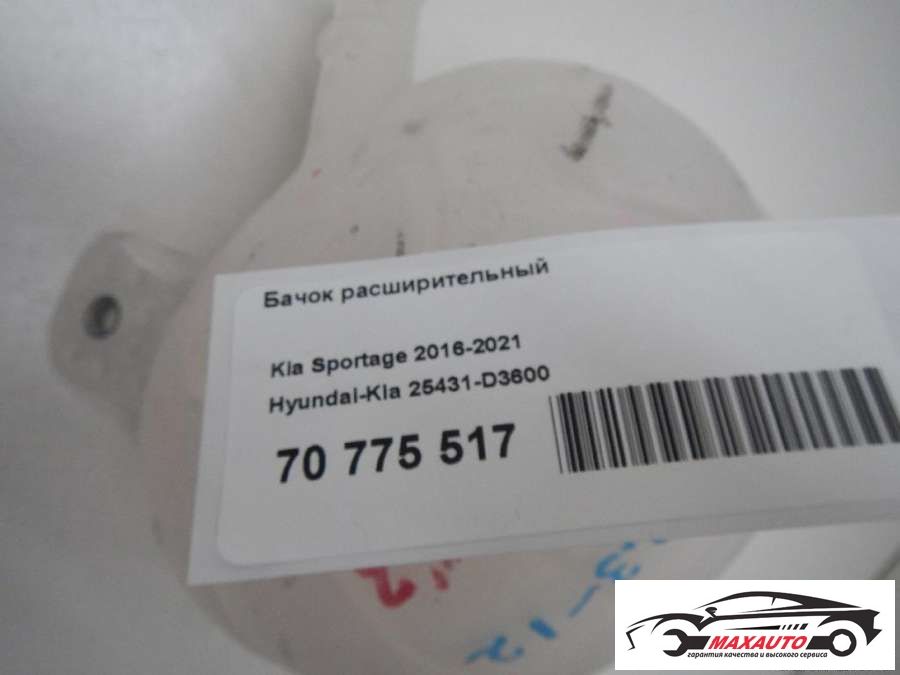 Бачок расширительный
Kia Sportage 2016-2021
Hyundai-Kia 25431-D3600
70 775 517
MAXAUTO
гарантия качества и высокого сервиса